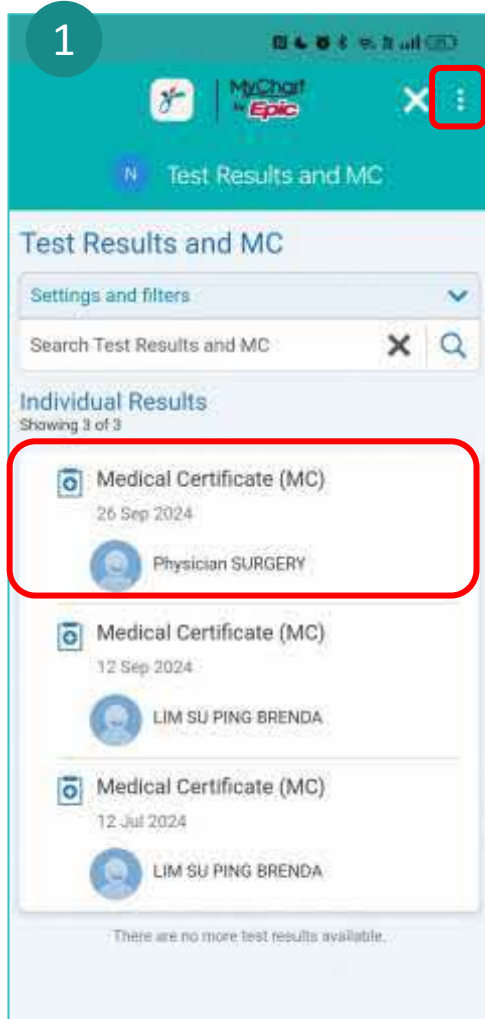 1
MyChart
by Epic
N Test Results and MC
Test Results and MC
Settings and filters
Search Test Results and MC
Individual Results
Showing 3 of 3
Medical Certificate (MC)
26 Sep 2024
Physician SURGERY
Medical Certificate (MC)
12 Sep 2024
LIM SU PING BRENDA
Medical Certificate (MC)
12 Jul 2024
LIM SU PING BRENDA
There are no more test results available.